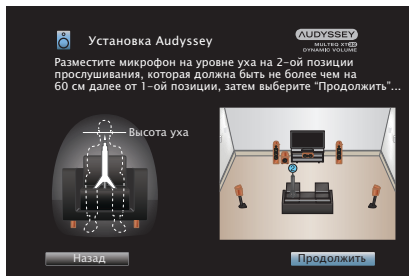 Установка Audyssey
AUDYSSEY
MULTEQ XT32
DYNAMIC VOLUME
Разместите микрофон на уровне уха на 2-ой позиции
прослушивания, которая должна быть не более чем на
60 см далее от 1-ой позиции, затем выберите “Продолжить”...
Высота уха
Назад
Продолжить